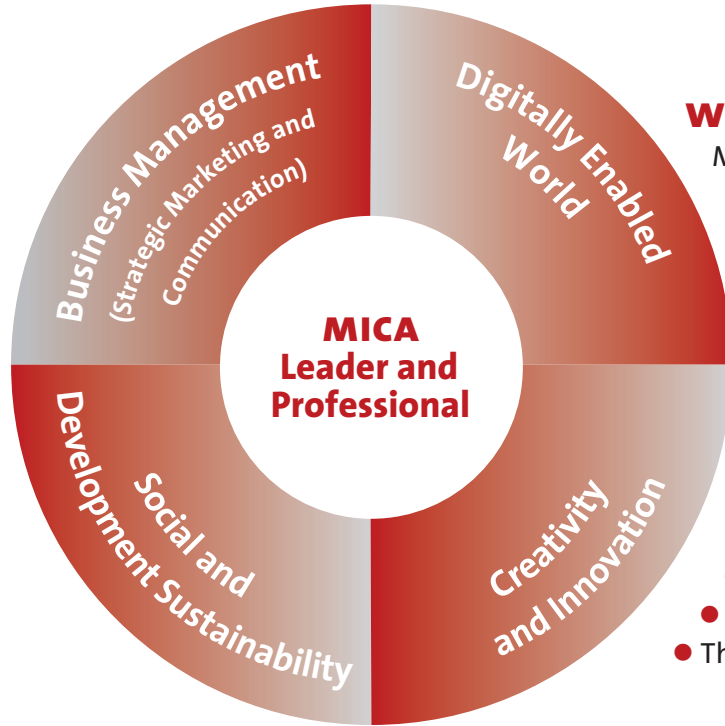 Business Management
(Strategic Marketing and
Communication)
Digitally Enabled
World
MICA
Leader and
Professional
Social and
Development Sustainability
Creativity
and Innovation